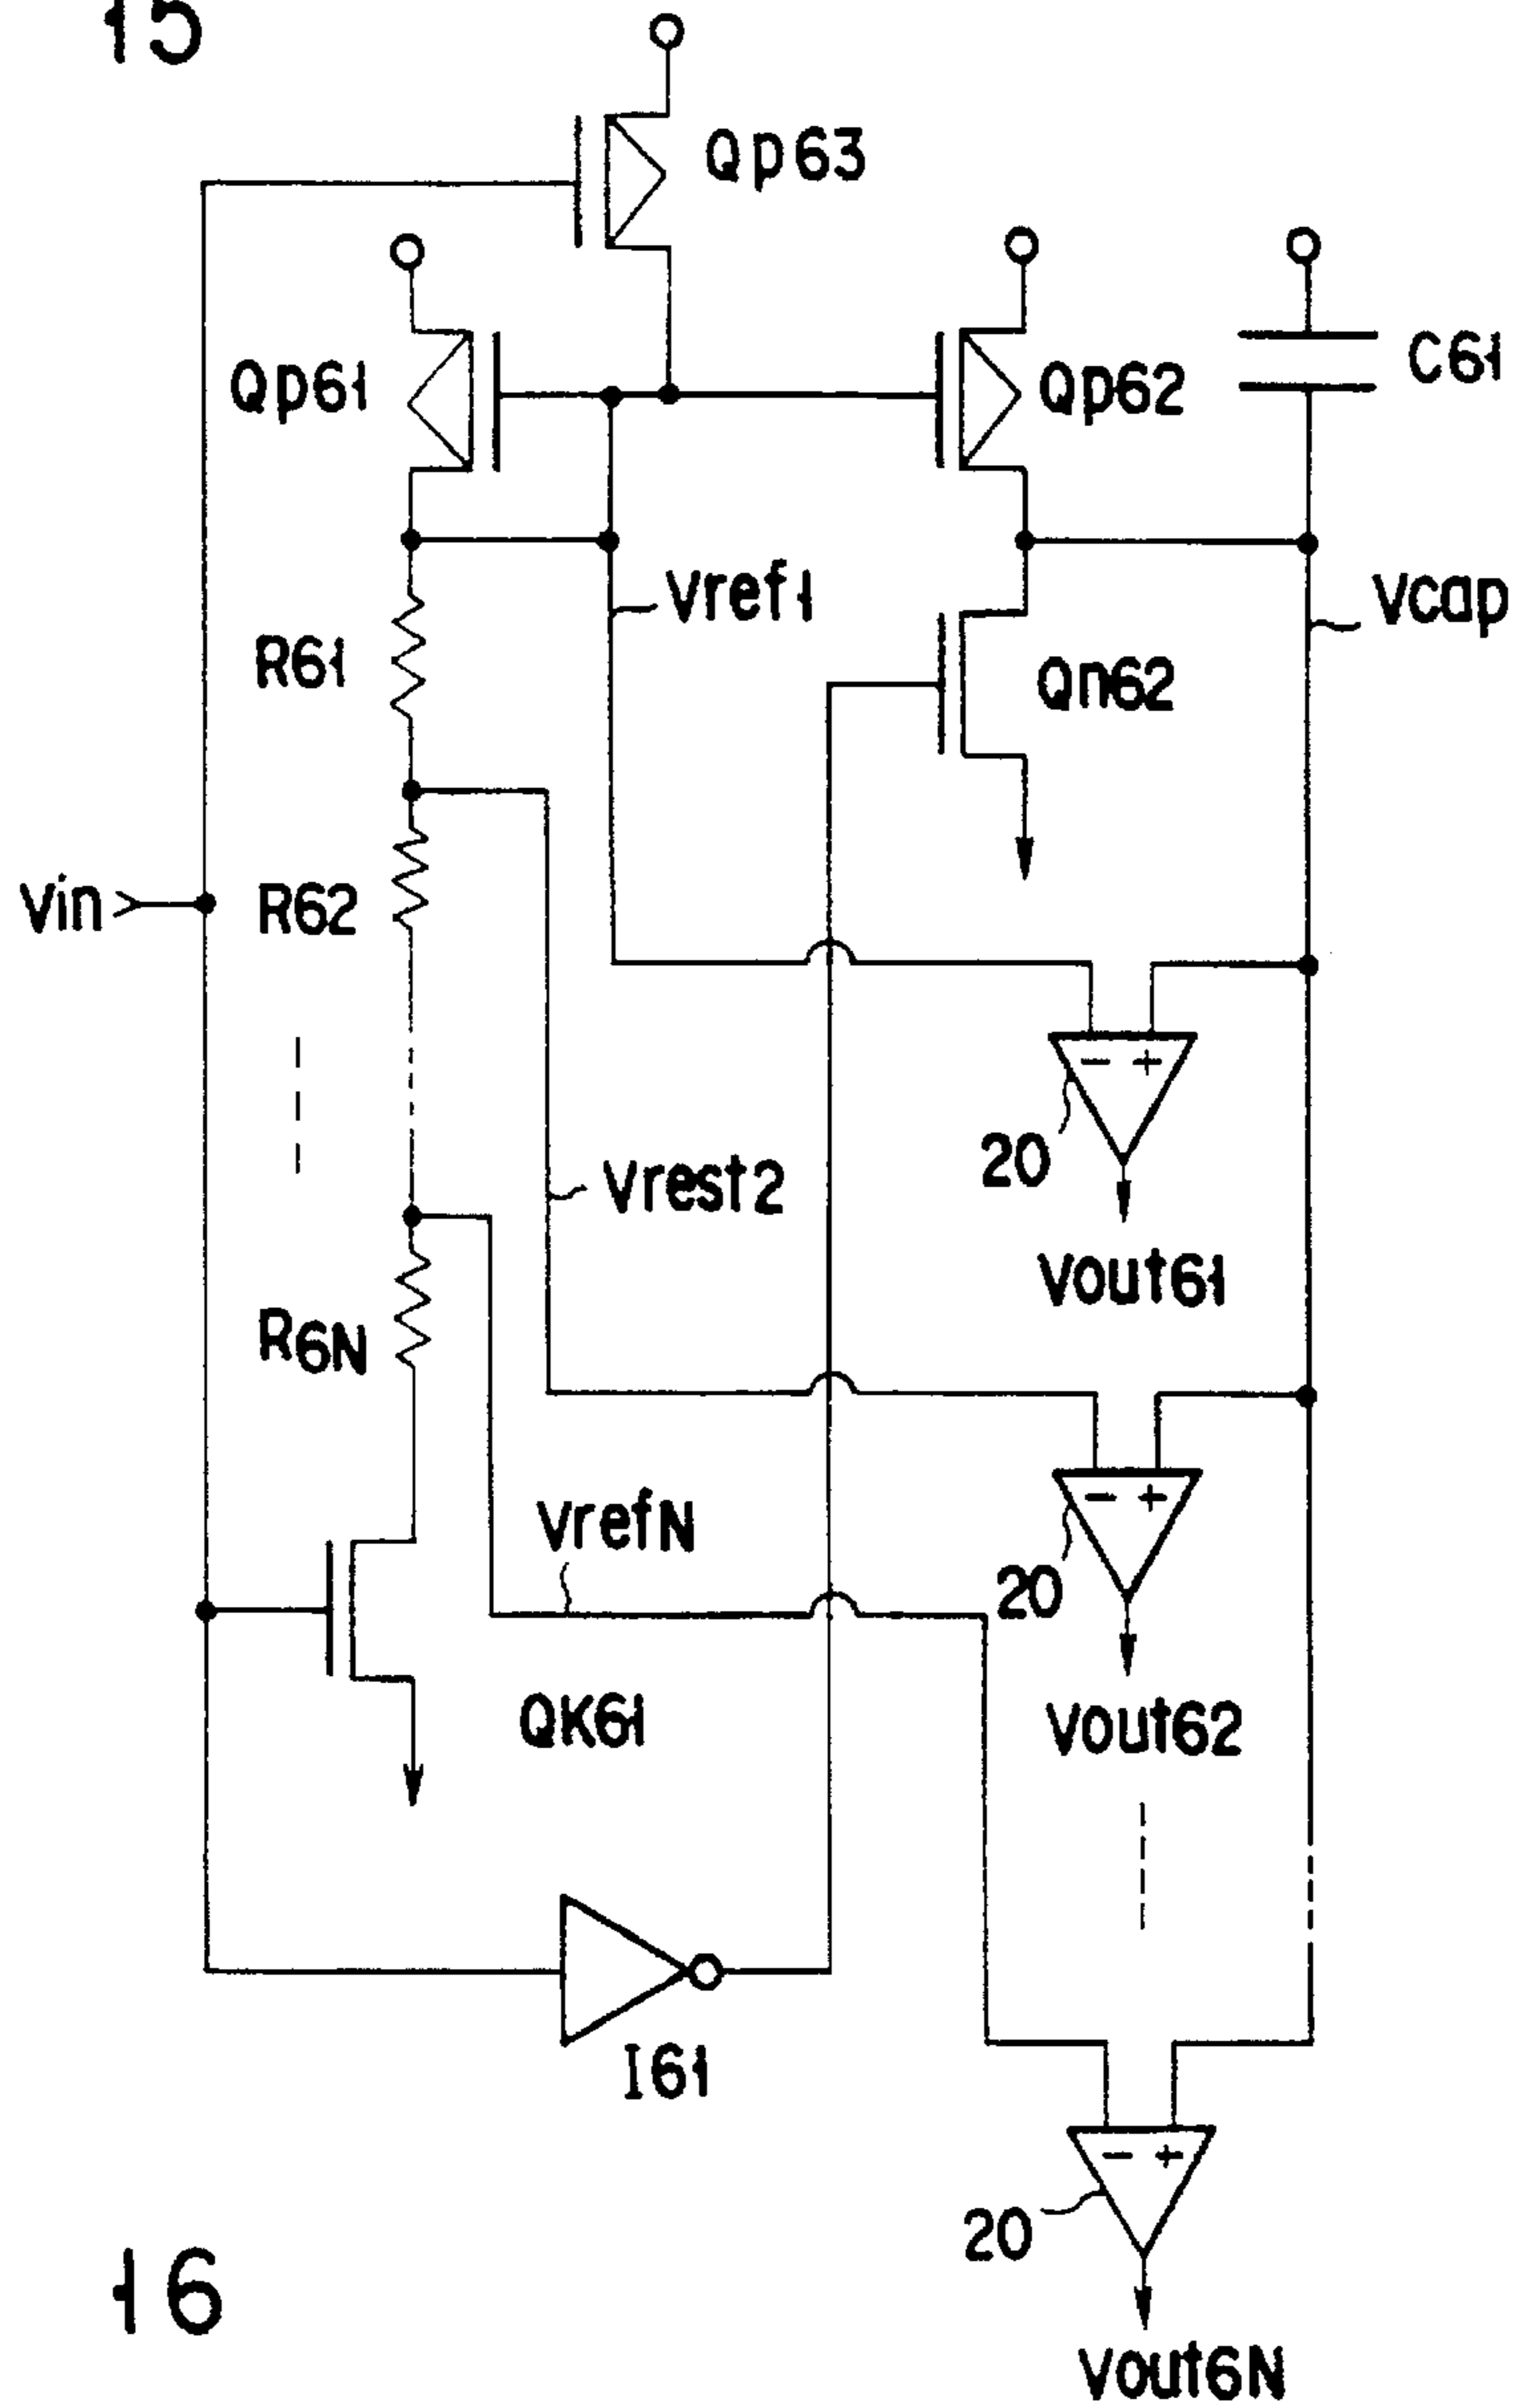 15
Qp63
Qp61
Qp62
C61
Vref1
Vcap
R61
Qn62
Vin
R62
- +
20
Vrest2
Vout61
R6N
- +
VrefN
20
QK61
Vout62
I61
- +
20
16
Vout6N